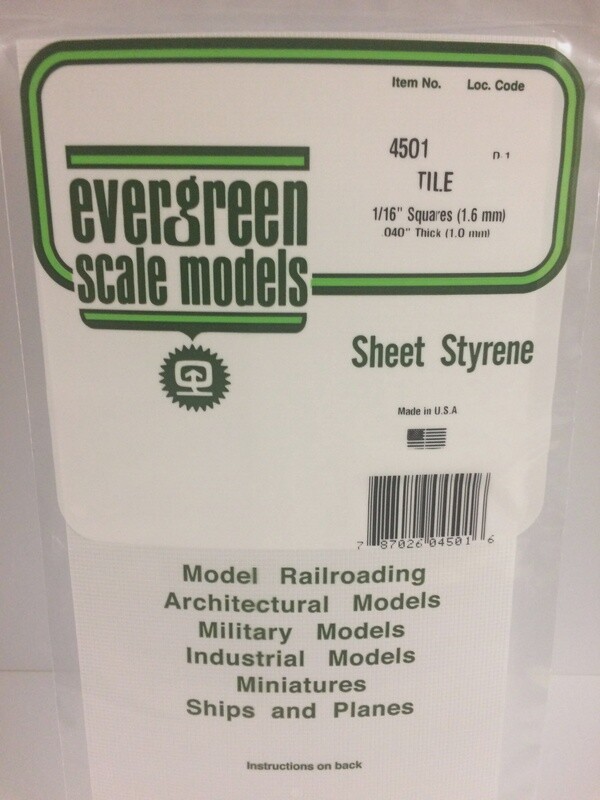 Item No. Loc. Code
4501 D-1
TILE
1/16" Squares (1.6 mm)
.040" Thick (1.0 mm)
evergreen
scale models
Sheet Styrene
Made in U.S.A
7 87026 04501 6
Model Railroading
Architectural Models
Military Models
Industrial Models
Miniatures
Ships and Planes
Instructions on back